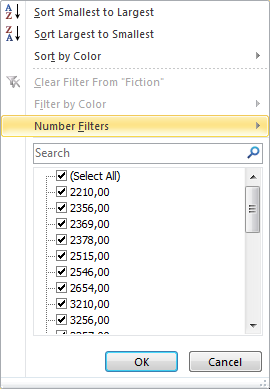 Sort Smallest to Largest
Sort Largest to Smallest
Sort by Color
Clear Filter From "Fiction"
Filter by Color
Number Filters
Search
(Select All)
2210,00
2356,00
2369,00
2378,00
2515,00
2546,00
2654,00
3210,00
3256,00
OK
Cancel